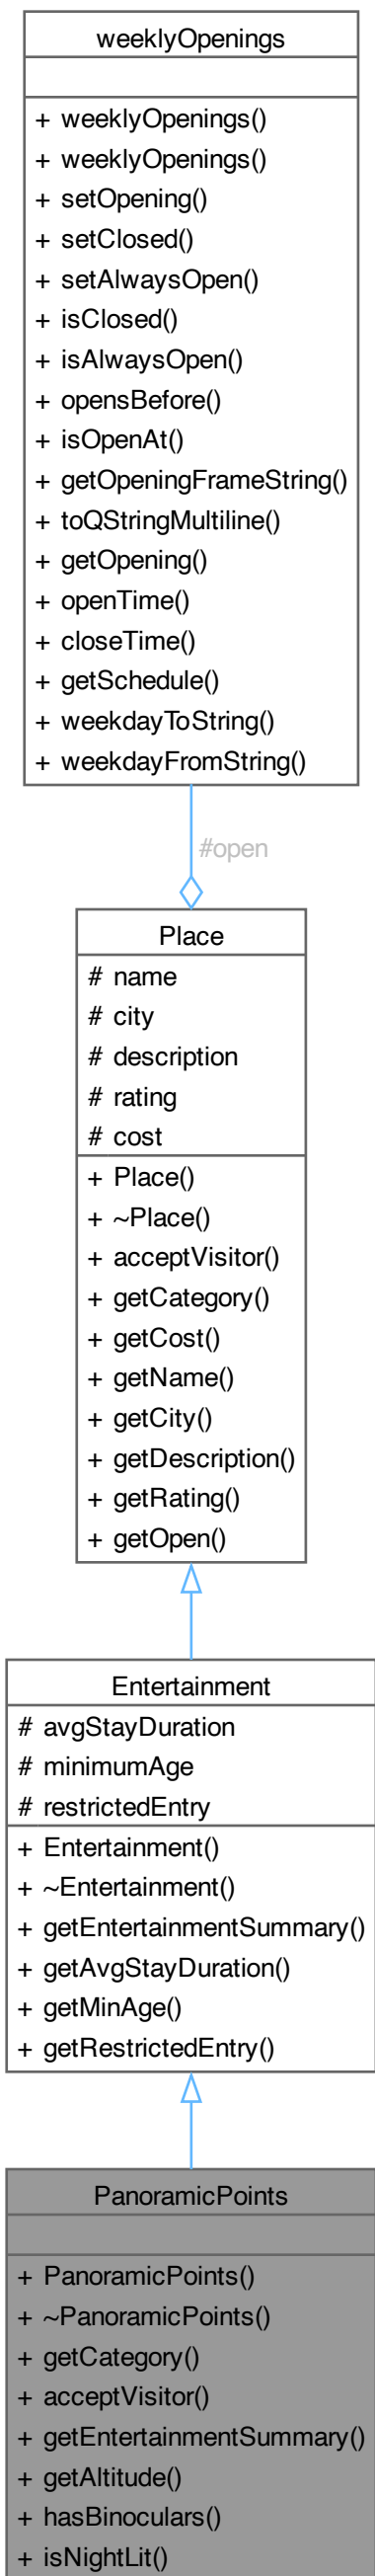 weeklyOpenings
+ weeklyOpenings()
+ weeklyOpenings()
+ setOpening()
+ setClosed()
+ setAlwaysOpen()
+ isClosed()
+ isAlwaysOpen()
+ opensBefore()
+ isOpenAt()
+ getOpeningFrameString()
+ toQStringMultiline()
+ getOpening()
+ openTime()
+ closeTime()
+ getSchedule()
+ weekdayToString()
+ weekdayFromString()
#open
Place
# name
# city
# description
# rating
# cost
+ Place()
+ ~Place()
+ acceptVisitor()
+ getCategory()
+ getCost()
+ getName()
+ getCity()
+ getDescription()
+ getRating()
+ getOpen()
Entertainment
# avgStayDuration
# minimumAge
# restrictedEntry
+ Entertainment()
+ ~Entertainment()
+ getEntertainmentSummary()
+ getAvgStayDuration()
+ getMinAge()
+ getRestrictedEntry()
PanoramicPoints
+ PanoramicPoints()
+ ~PanoramicPoints()
+ getCategory()
+ acceptVisitor()
+ getEntertainmentSummary()
+ getAltitude()
+ hasBinoculars()
+ isNightLit()